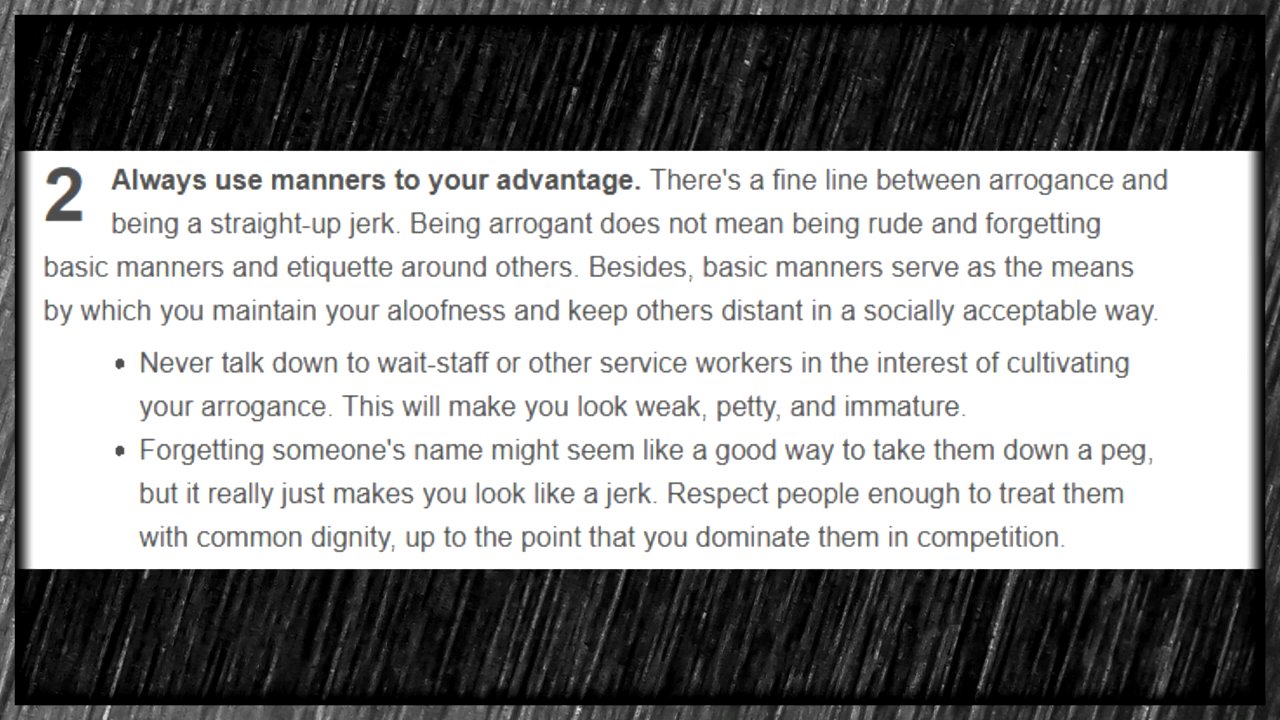 2 Always use manners to your advantage. There's a fine line between arrogance and
being a straight-up jerk. Being arrogant does not mean being rude and forgetting
basic manners and etiquette around others. Besides, basic manners serve as the means
by which you maintain your aloofness and keep others distant in a socially acceptable way.
• Never talk down to wait-staff or other service workers in the interest of cultivating
your arrogance. This will make you look weak, petty, and immature.
• Forgetting someone's name might seem like a good way to take them down a peg,
but it really just makes you look like a jerk. Respect people enough to treat them
with common dignity, up to the point that you dominate them in competition.